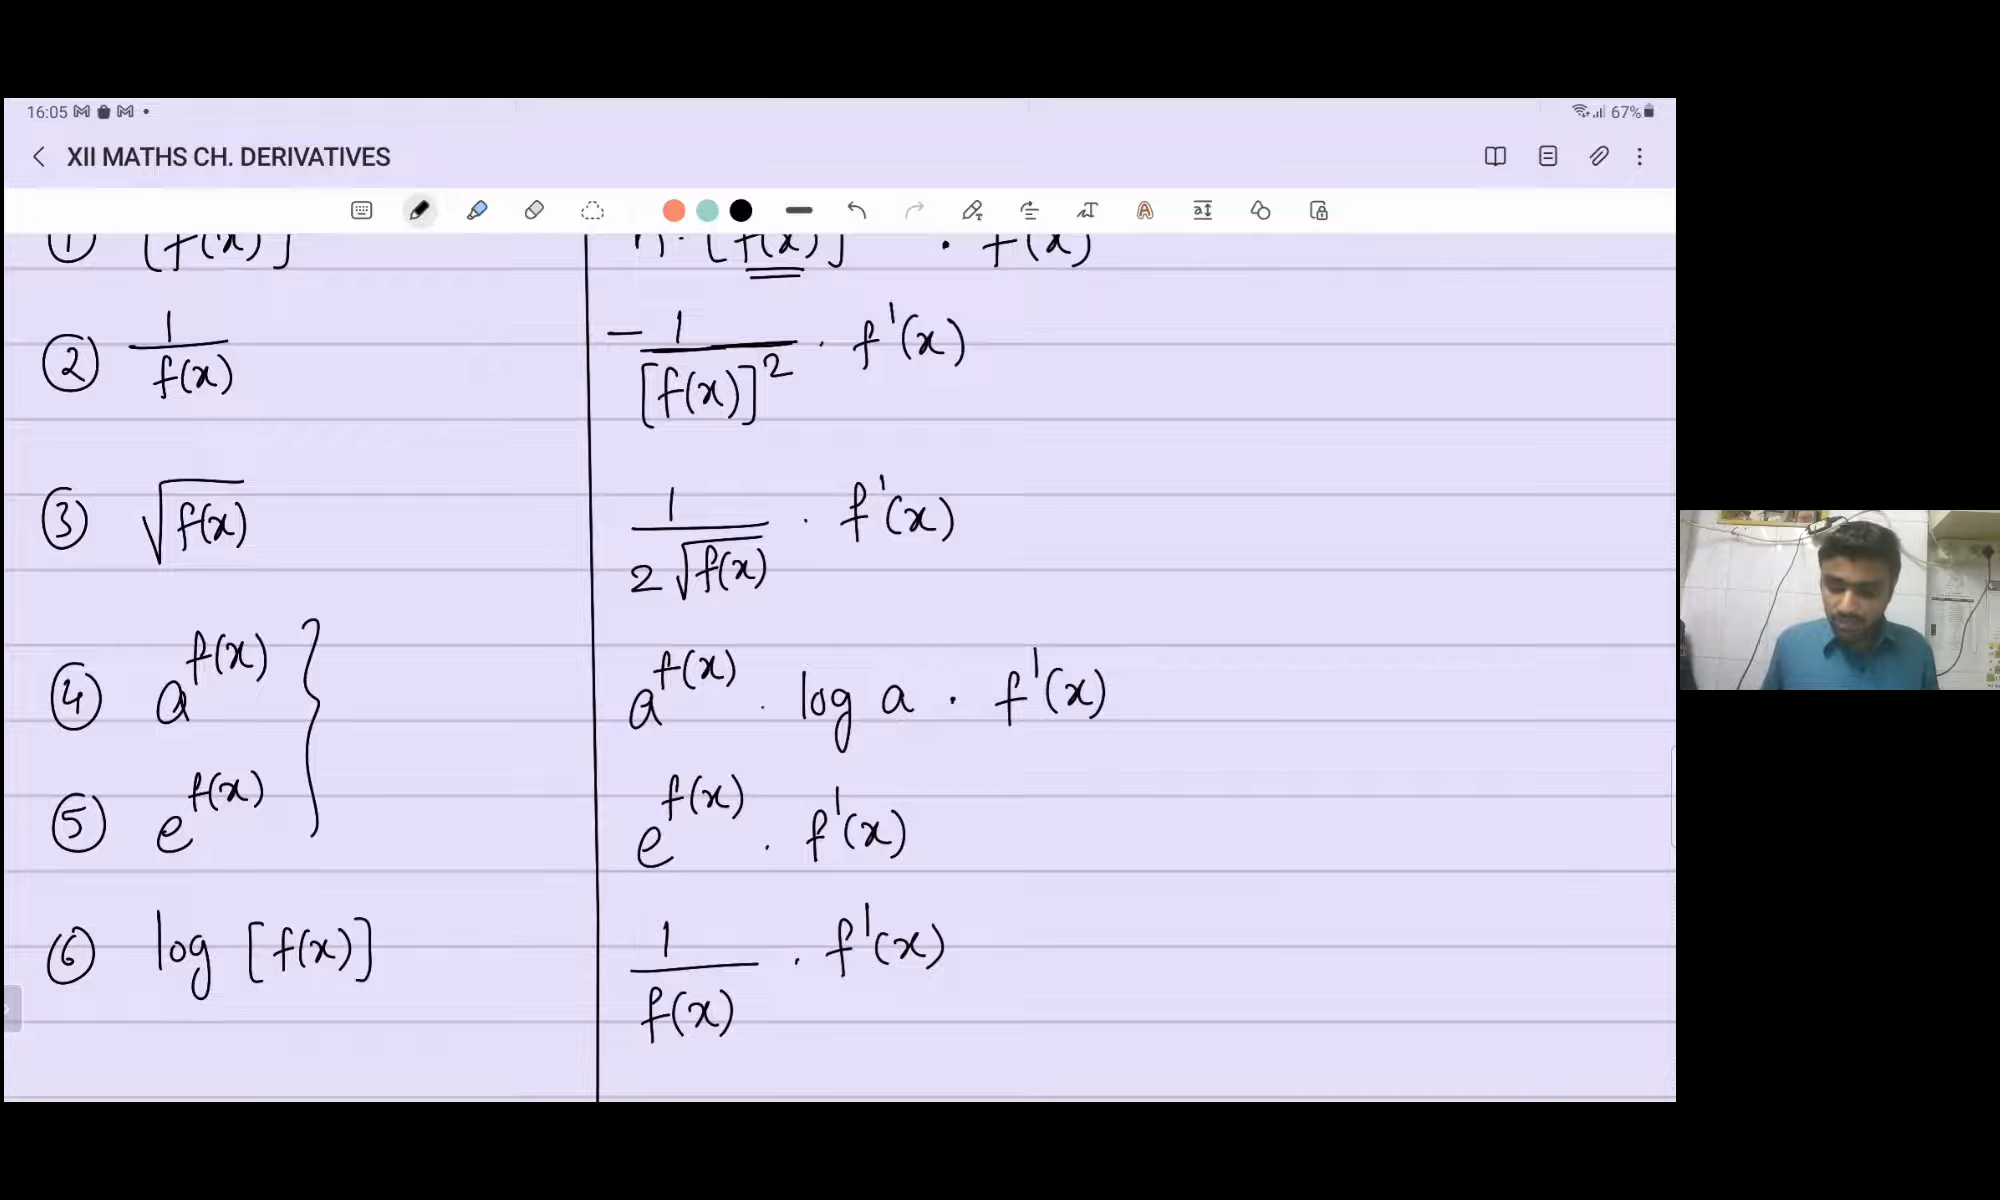 16:05 67%
XII MATHS CH. DERIVATIVES
① [f(x)] n · [f(x)] · f'(x)
② 1/f(x) -1/[f(x)]² · f'(x)
③ √f(x) 1/(2√f(x)) · f'(x)
④ a^f(x) a^f(x) · log a · f'(x)
⑤ e^f(x) e^f(x) · f'(x)
⑥ log [f(x)] 1/f(x) · f'(x)